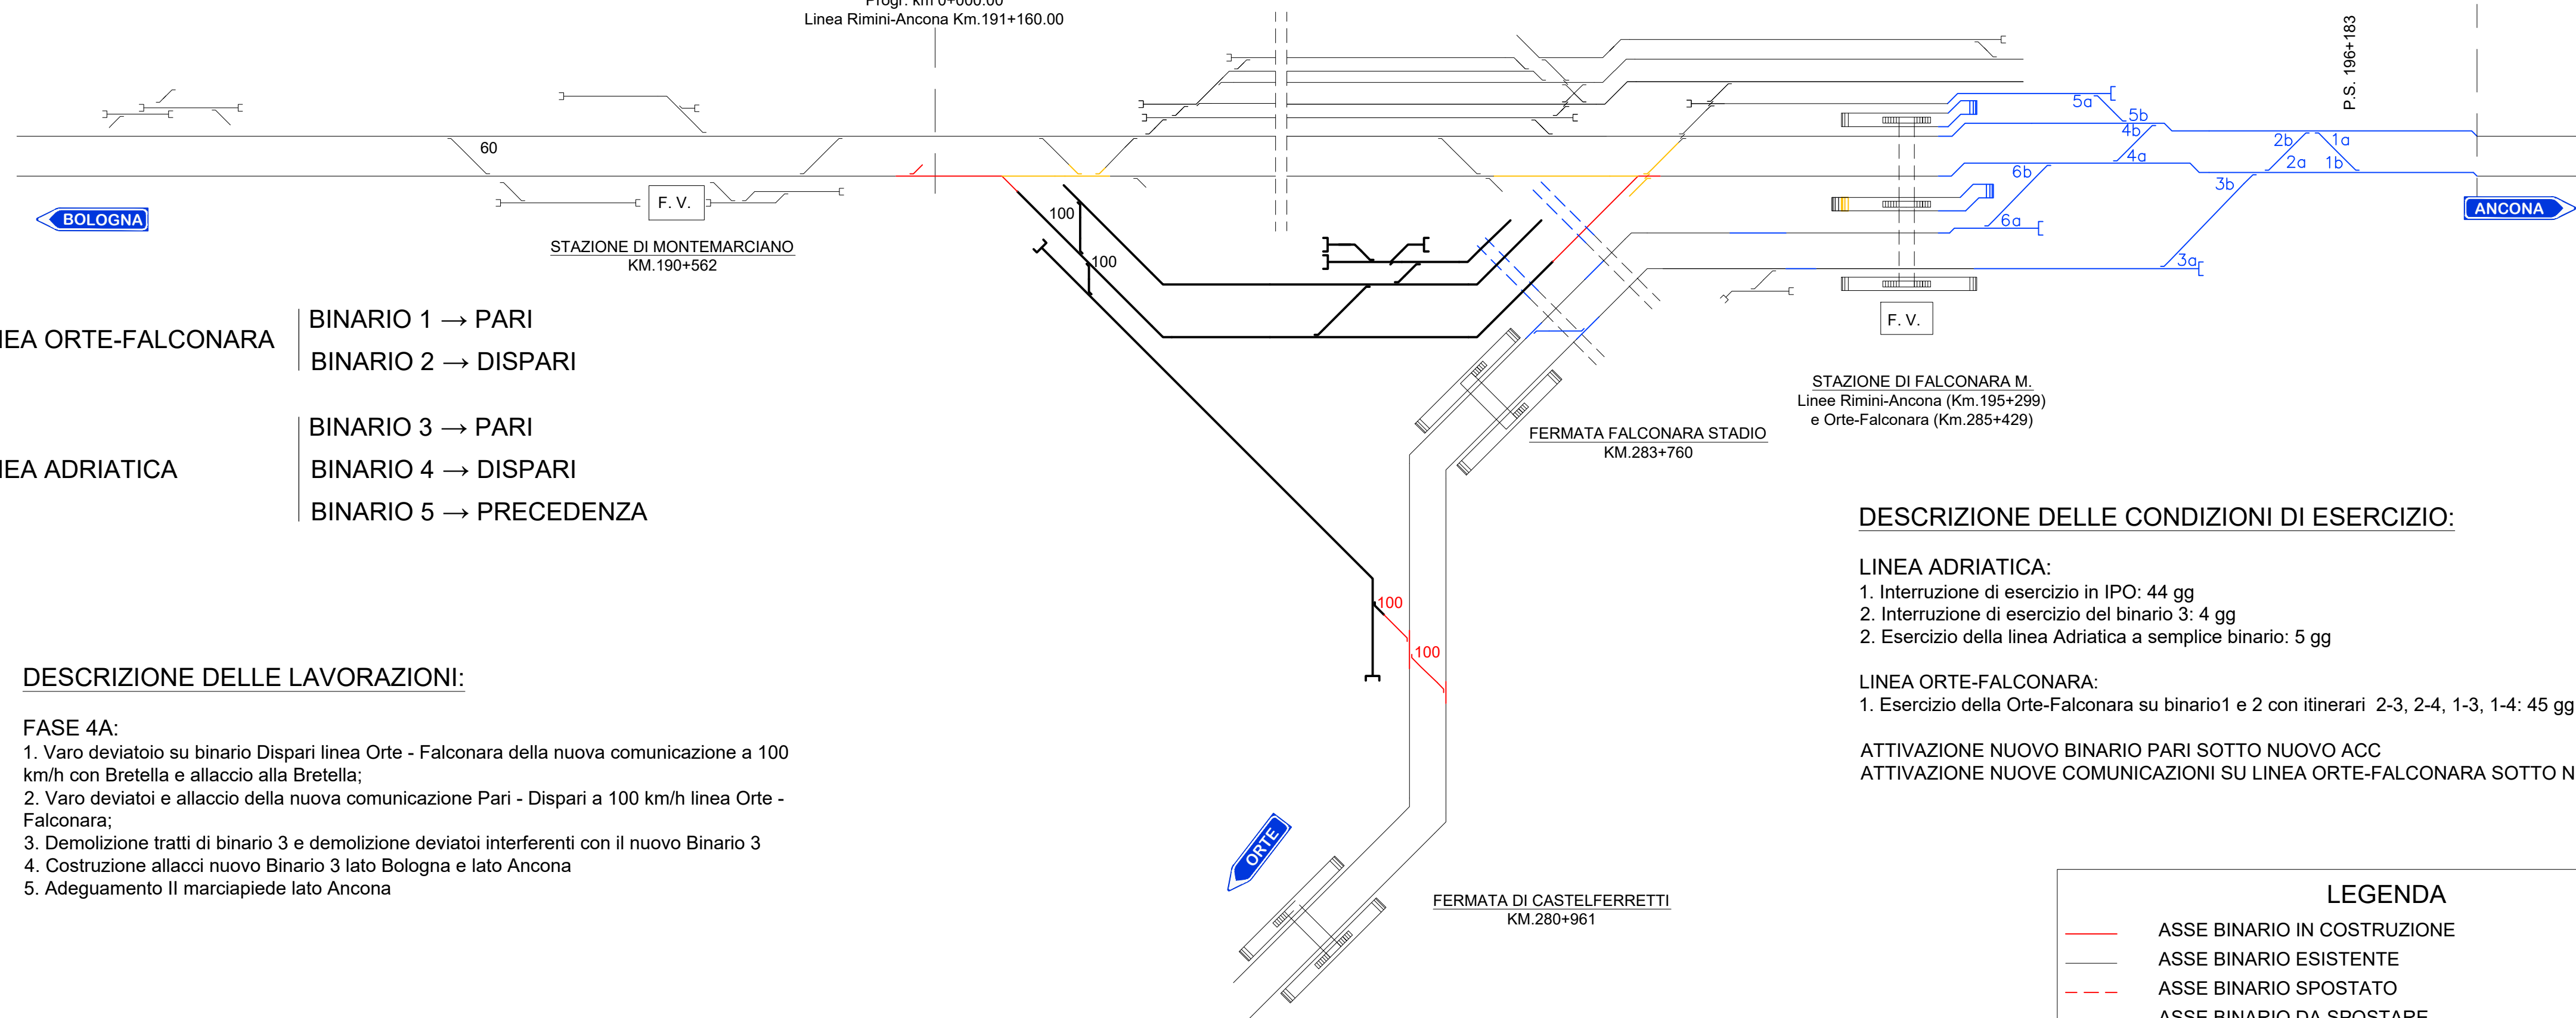 Progr. km 0+000.00
Linea Rimini-Ancona Km.191+160.00
P.S. 196+183
60
5a
5b
4b
4a
2b
1a
2a
1b
6b
3b
6a
3a
BOLOGNA
F. V.
100
100
ANCONA
STAZIONE DI MONTEMARCIANO
KM.190+562
F. V.
EA ORTE-FALCONARA
BINARIO 1 → PARI
BINARIO 2 → DISPARI
EA ADRIATICA
BINARIO 3 → PARI
BINARIO 4 → DISPARI
BINARIO 5 → PRECEDENZA
STAZIONE DI FALCONARA M.
Linee Rimini-Ancona (Km.195+299)
e Orte-Falconara (Km.285+429)
FERMATA FALCONARA STADIO
KM.283+760
100
100
DESCRIZIONE DELLE CONDIZIONI DI ESERCIZIO:
LINEA ADRIATICA:
1. Interruzione di esercizio in IPO: 44 gg
2. Interruzione di esercizio del binario 3: 4 gg
2. Esercizio della linea Adriatica a semplice binario: 5 gg
LINEA ORTE-FALCONARA:
1. Esercizio della Orte-Falconara su binario1 e 2 con itinerari 2-3, 2-4, 1-3, 1-4: 45 gg
ATTIVAZIONE NUOVO BINARIO PARI SOTTO NUOVO ACC
ATTIVAZIONE NUOVE COMUNICAZIONI SU LINEA ORTE-FALCONARA SOTTO N
DESCRIZIONE DELLE LAVORAZIONI:
FASE 4A:
1. Varo deviatoio su binario Dispari linea Orte - Falconara della nuova comunicazione a 100
km/h con Bretella e allaccio alla Bretella;
2. Varo deviatoi e allaccio della nuova comunicazione Pari - Dispari a 100 km/h linea Orte -
Falconara;
3. Demolizione tratti di binario 3 e demolizione deviatoi interferenti con il nuovo Binario 3
4. Costruzione allacci nuovo Binario 3 lato Bologna e lato Ancona
5. Adeguamento II marciapiede lato Ancona
ORTE
FERMATA DI CASTELFERRETTI
KM.280+961
LEGENDA
ASSE BINARIO IN COSTRUZIONE
ASSE BINARIO ESISTENTE
ASSE BINARIO SPOSTATO
ASSE BINARIO DA SPOSTARE